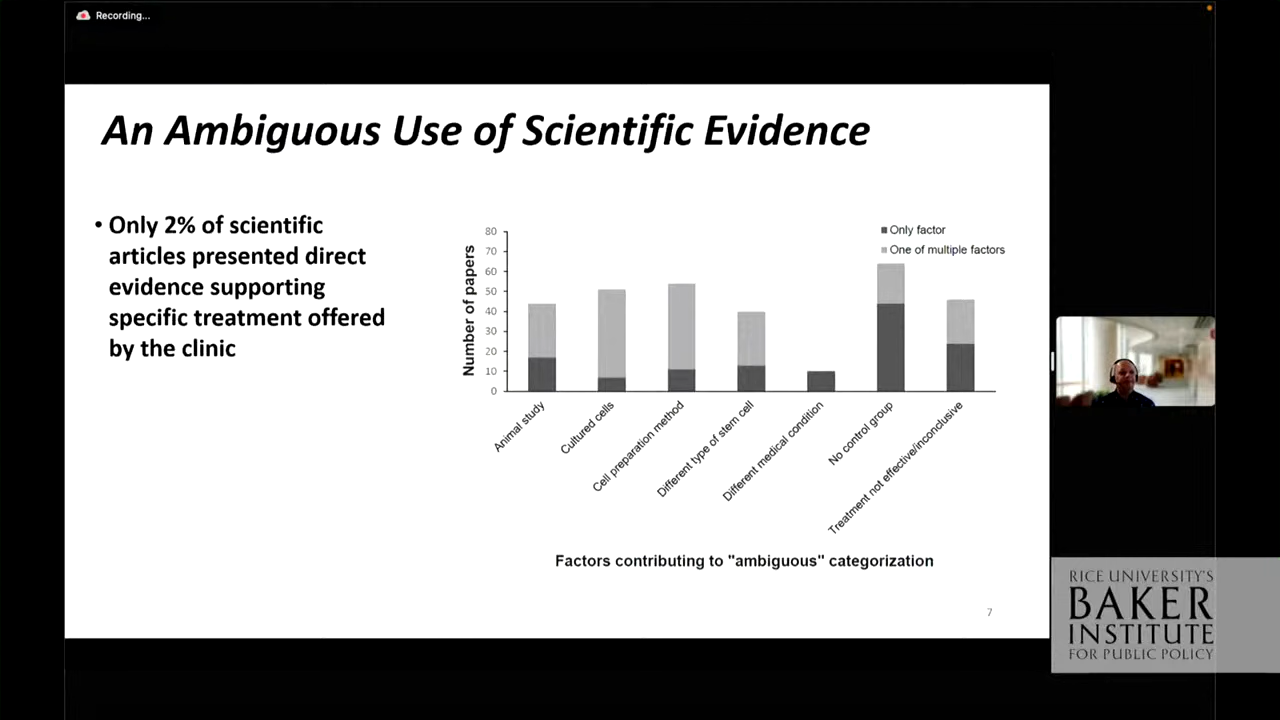 Recording...
An Ambiguous Use of Scientific Evidence
• Only 2% of scientific
articles presented direct
evidence supporting
specific treatment offered
by the clinic
Number of papers
80
70
60
50
40
30
20
10
0
Only factor
One of multiple factors
Animal study
Cultured cells
Cell preparation method
Different type of stem cell
Different medical condition
No control group
Treatment not effective/inconclusive
Factors contributing to "ambiguous" categorization
7
RICE UNIVERSITY'S
BAKER
INSTITUTE
FOR PUBLIC POLICY